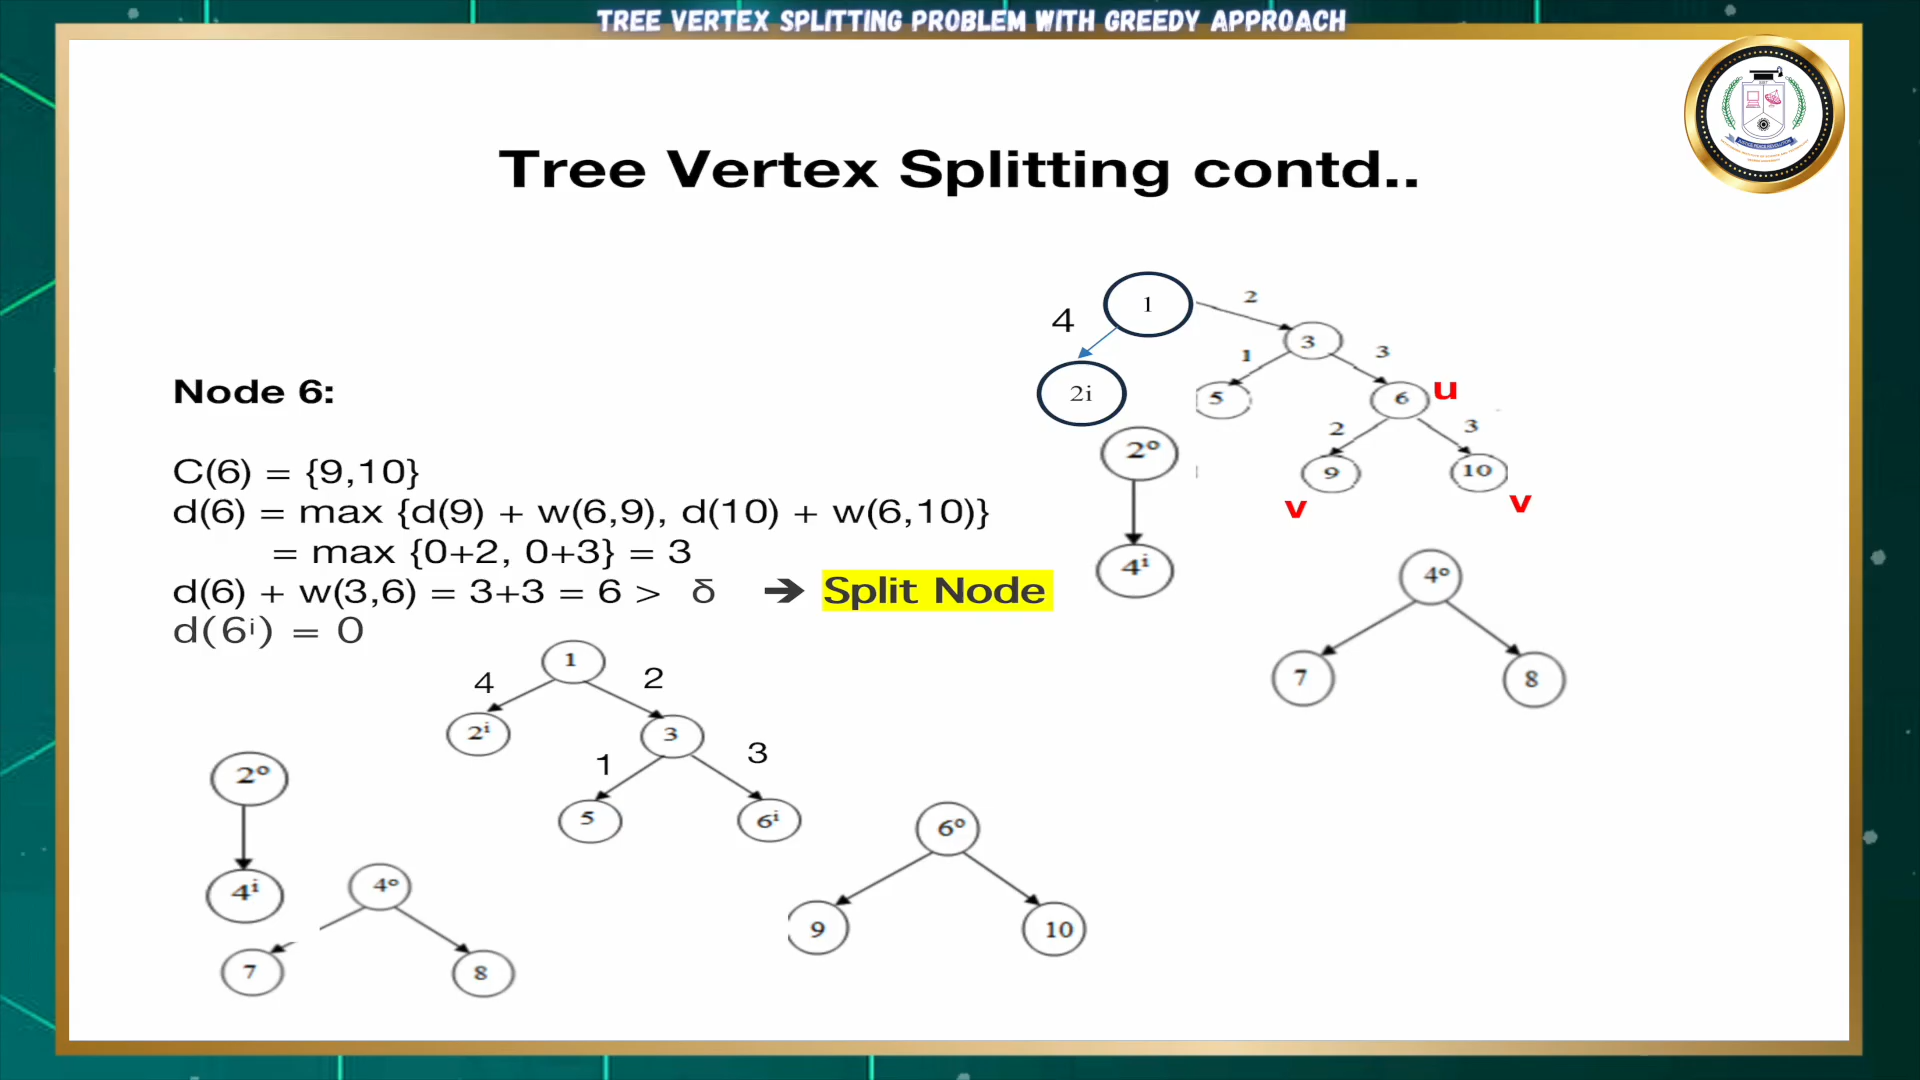 TREE VERTEX SPLITTING PROBLEM WITH GREEDY APPROACH
Tree Vertex Splitting contd..
Node 6:
C(6) = {9,10}
d(6) = max {d(9) + w(6,9), d(10) + w(6,10)}
= max {0+2, 0+3} = 3
d(6) + w(3,6) = 3+3 = 6 > δ ➔ Split Node
d(6ⁱ) = 0
1
2
4
3
1
3
2i
5
6
u
2
3
2º
9
10
v
v
4ⁱ
4º
7
8
1
4
2
2ⁱ
3
1
3
5
6ⁱ
2º
4ⁱ
4º
7
8
6º
9
10